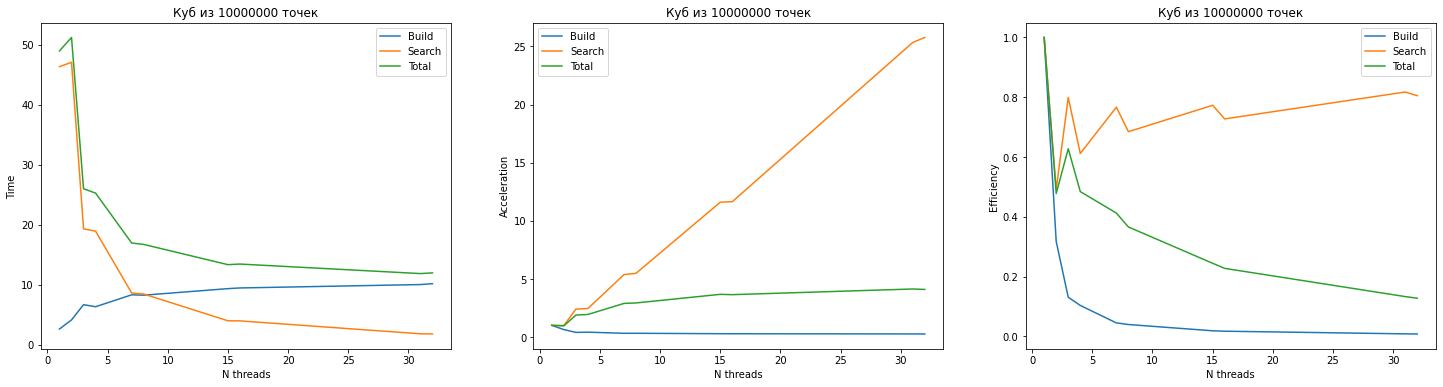 Куб из 10000000 точек
Time
50
40
30
20
10
0
Build
Search
Total
0 5 10 15 20 25 30
N threads
Куб из 10000000 точек
Acceleration
25
20
15
10
5
0
Build
Search
Total
0 5 10 15 20 25 30
N threads
Куб из 10000000 точек
Efficiency
1.0
0.8
0.6
0.4
0.2
0.0
Build
Search
Total
0 5 10 15 20 25 30
N threads